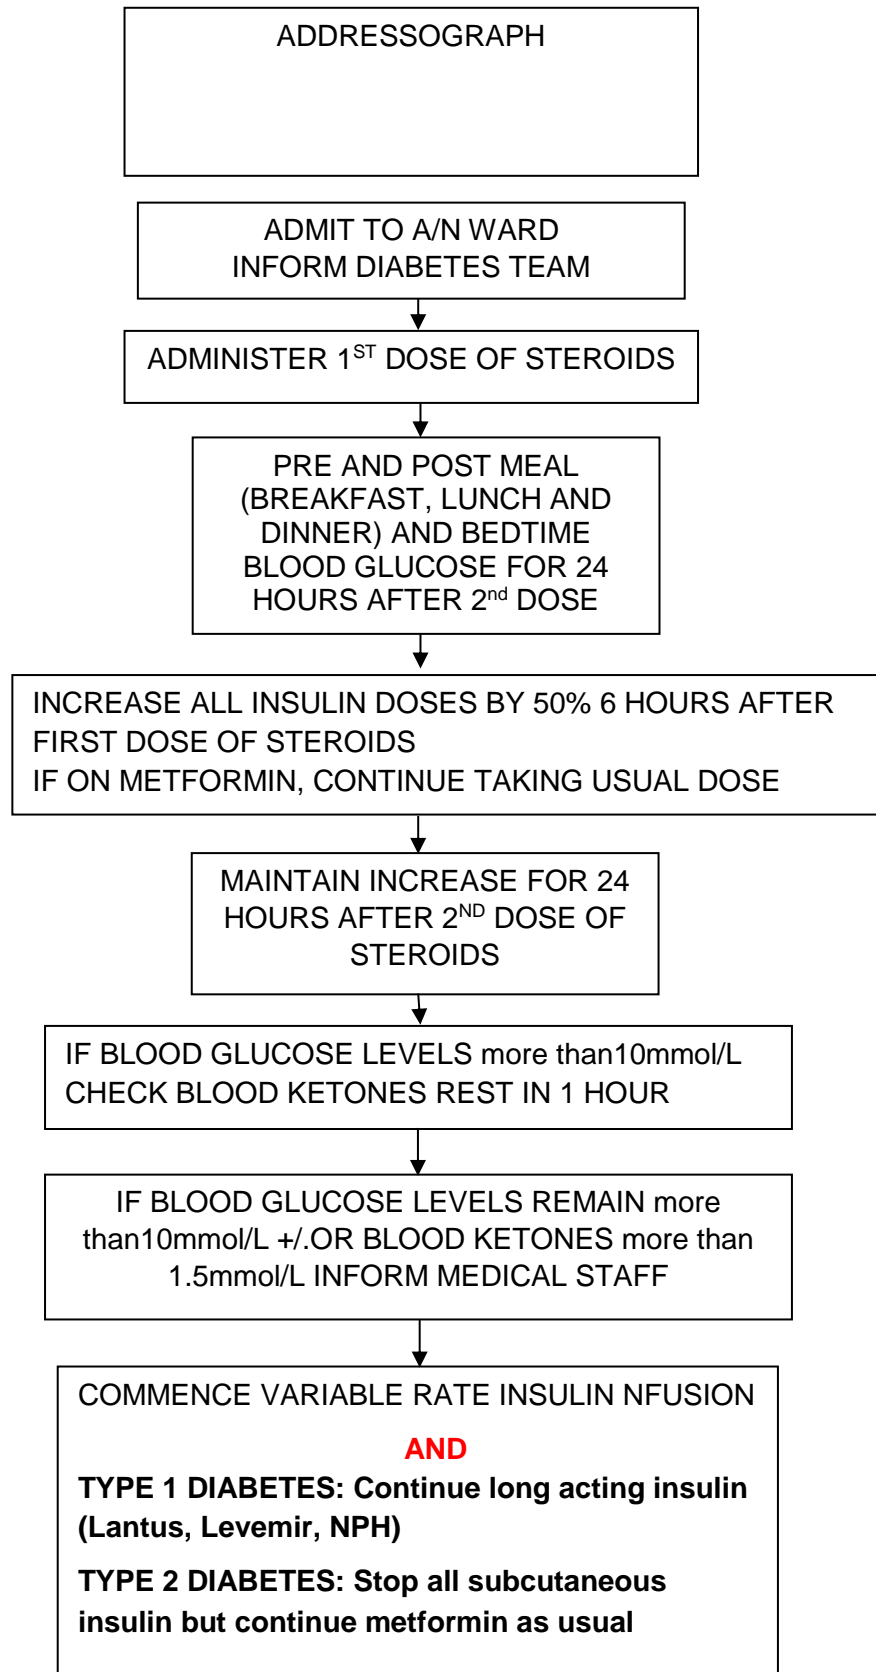 ADDRESSOGRAPH
ADMIT TO A/N WARD
INFORM DIABETES TEAM
ADMINISTER 1ST DOSE OF STEROIDS
PRE AND POST MEAL
(BREAKFAST, LUNCH AND
DINNER) AND BEDTIME
BLOOD GLUCOSE FOR 24
HOURS AFTER 2nd DOSE
INCREASE ALL INSULIN DOSES BY 50% 6 HOURS AFTER
FIRST DOSE OF STEROIDS
IF ON METFORMIN, CONTINUE TAKING USUAL DOSE
MAINTAIN INCREASE FOR 24
HOURS AFTER 2ND DOSE OF
STEROIDS
IF BLOOD GLUCOSE LEVELS more than10mmol/L
CHECK BLOOD KETONES REST IN 1 HOUR
IF BLOOD GLUCOSE LEVELS REMAIN more
than10mmol/L +/.OR BLOOD KETONES more than
1.5mmol/L INFORM MEDICAL STAFF
COMMENCE VARIABLE RATE INSULIN NFUSION
AND
TYPE 1 DIABETES: Continue long acting insulin
(Lantus, Levemir, NPH)
TYPE 2 DIABETES: Stop all subcutaneous
insulin but continue metformin as usual